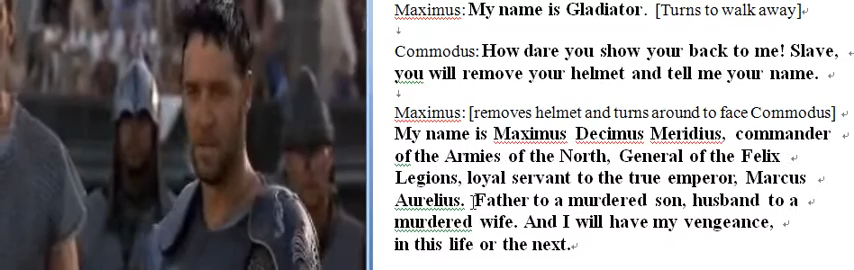 Maximus: My name is Gladiator. [Turns to walk away]
Commodus: How dare you show your back to me! Slave,
you will remove your helmet and tell me your name.
Maximus: [removes helmet and turns around to face Commodus]
My name is Maximus Decimus Meridius, commander
of the Armies of the North, General of the Felix
Legions, loyal servant to the true emperor, Marcus
Aurelius. Father to a murdered son, husband to a
murdered wife. And I will have my vengeance,
in this life or the next.